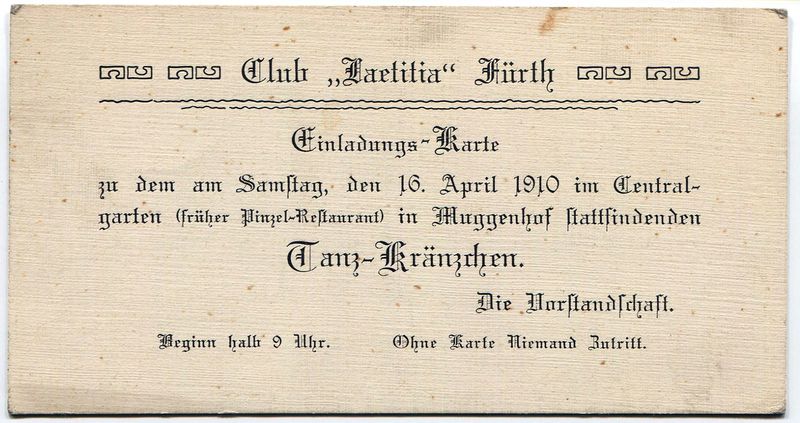 Club „Laetitia“ Fürth
Einladungs-Karte
zu dem am Samstag, den 16. April 1910 im Central-
garten (früher Pinzel-Restaurant) in Muggenhof stattfindenden
Tanz-Kränzchen.
Die Vorstandschaft.
Beginn halb 9 Uhr. Ohne Karte Niemand Zutritt.